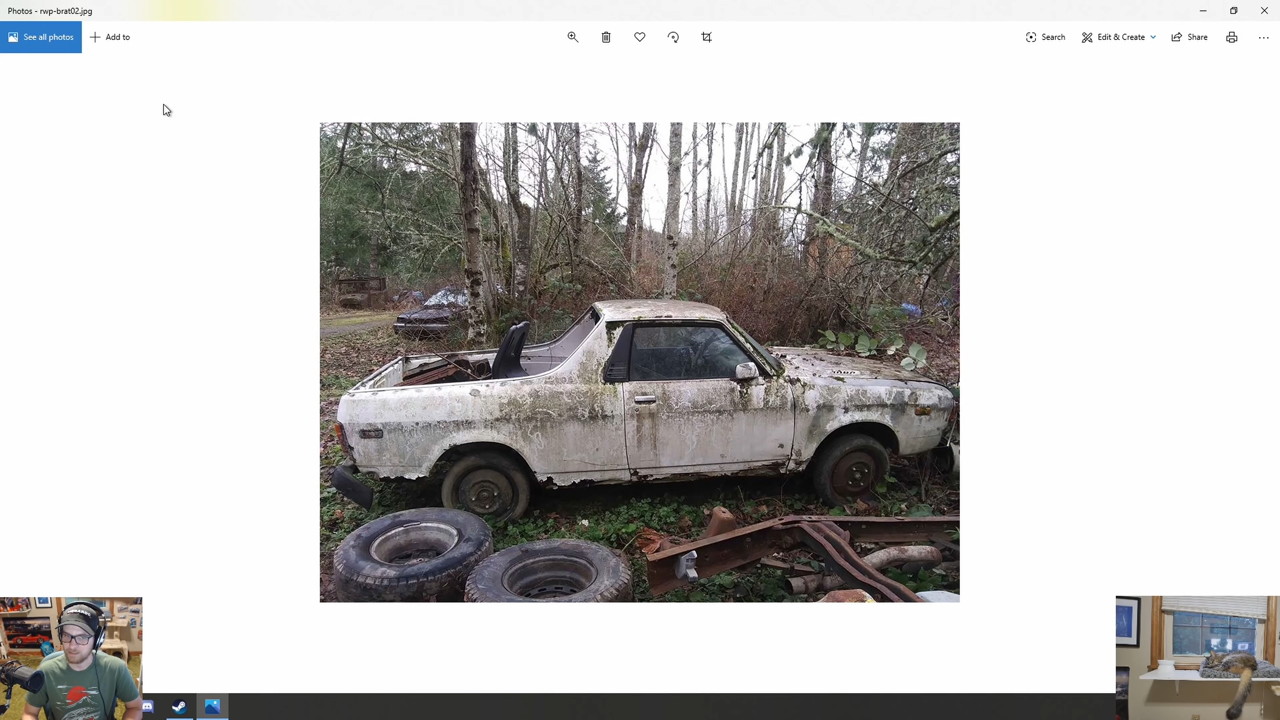 Photos - rwp-brat02.jpg
See all photos
Add to
Search
Edit & Create
Share